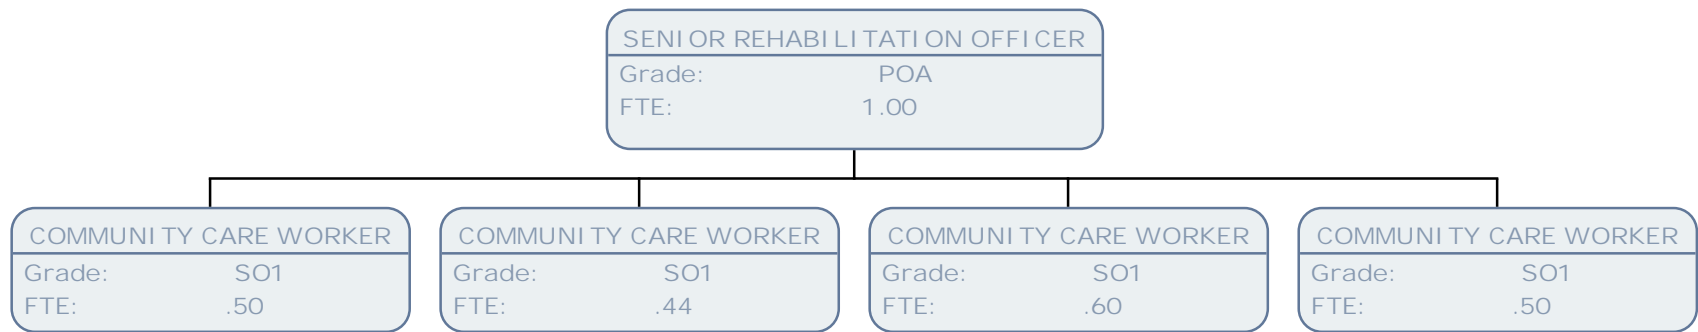 SENIOR REHABILITATION OFFICER
Grade: POA
FTE: 1.00
COMMUNITY CARE WORKER
Grade: SO1
FTE: .50
COMMUNITY CARE WORKER
Grade: SO1
FTE: .44
COMMUNITY CARE WORKER
Grade: SO1
FTE: .60
COMMUNITY CARE WORKER
Grade: SO1
FTE: .50